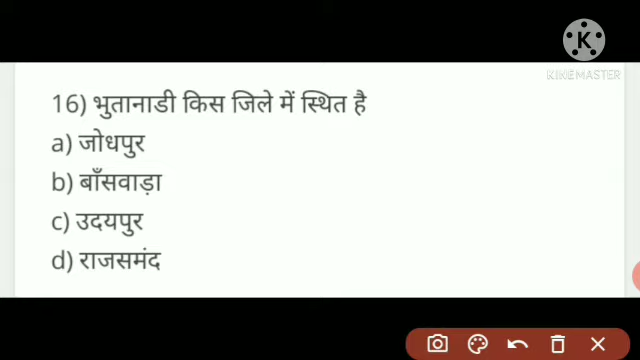 K
KINEMASTER
16) भुतानाडी किस जिले में स्थित है
a) जोधपुर
b) बाँसवाड़ा
c) उदयपुर
d) राजसमंद